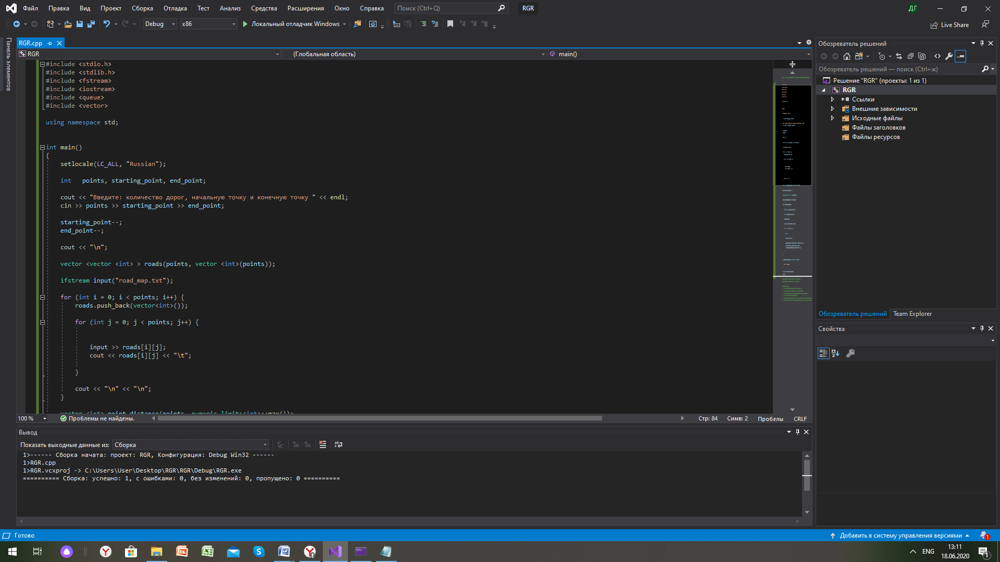 Файл Правка Вид Проект Сборка Отладка Тест Анализ Средства Расширения Окно Справка Поиск (Ctrl+Q) RGR ДГ
Debug x86 Локальный отладчик Windows Live Share
Панель элементов
RGR.cpp
RGR (Глобальная область) main()
#include <stdio.h>
#include <stdlib.h>
#include <fstream>
#include <iostream>
#include <queue>
#include <vector>
using namespace std;
int main()
{
setlocale(LC_ALL, "Russian");
int points, starting_point, end_point;
cout << "Введите: количество дорог, начальную точку и конечную точку " << endl;
cin >> points >> starting_point >> end_point;
starting_point--;
end_point--;
cout << "\n";
vector <vector <int> > roads(points, vector <int>(points));
ifstream input("road_map.txt");
for (int i = 0; i < points; i++) {
roads.push_back(vector<int>());
for (int j = 0; j < points; j++) {
input >> roads[i][j];
cout << roads[i][j] << "\t";
}
cout << "\n" << "\n";
}
vector <int> point_distance(points, numeric_limits<int>::max());
100 % Проблемы не найдены. Стр: 84 Симв: 2 Пробелы CRLF
Вывод
Показать выходные данные из: Сборка
1>------ Сборка начата: проект: RGR, Конфигурация: Debug Win32 ------
1>RGR.cpp
1>RGR.vcxproj -> C:\Users\User\Desktop\RGR\RGR\Debug\RGR.exe
========== Сборка: успешно: 1, с ошибками: 0, без изменений: 0, пропущено: 0 ==========
Обозреватель решений
Обозреватель решений — поиск (Ctrl+ж)
Решение "RGR" (проекты: 1 из 1)
RGR
Ссылки
Внешние зависимости
Исходные файлы
Файлы заголовков
Файлы ресурсов
Обозреватель решений Team Explorer
Свойства
Готово
Добавить в систему управления версиями 1
ENG
13:11
18.06.2020
1